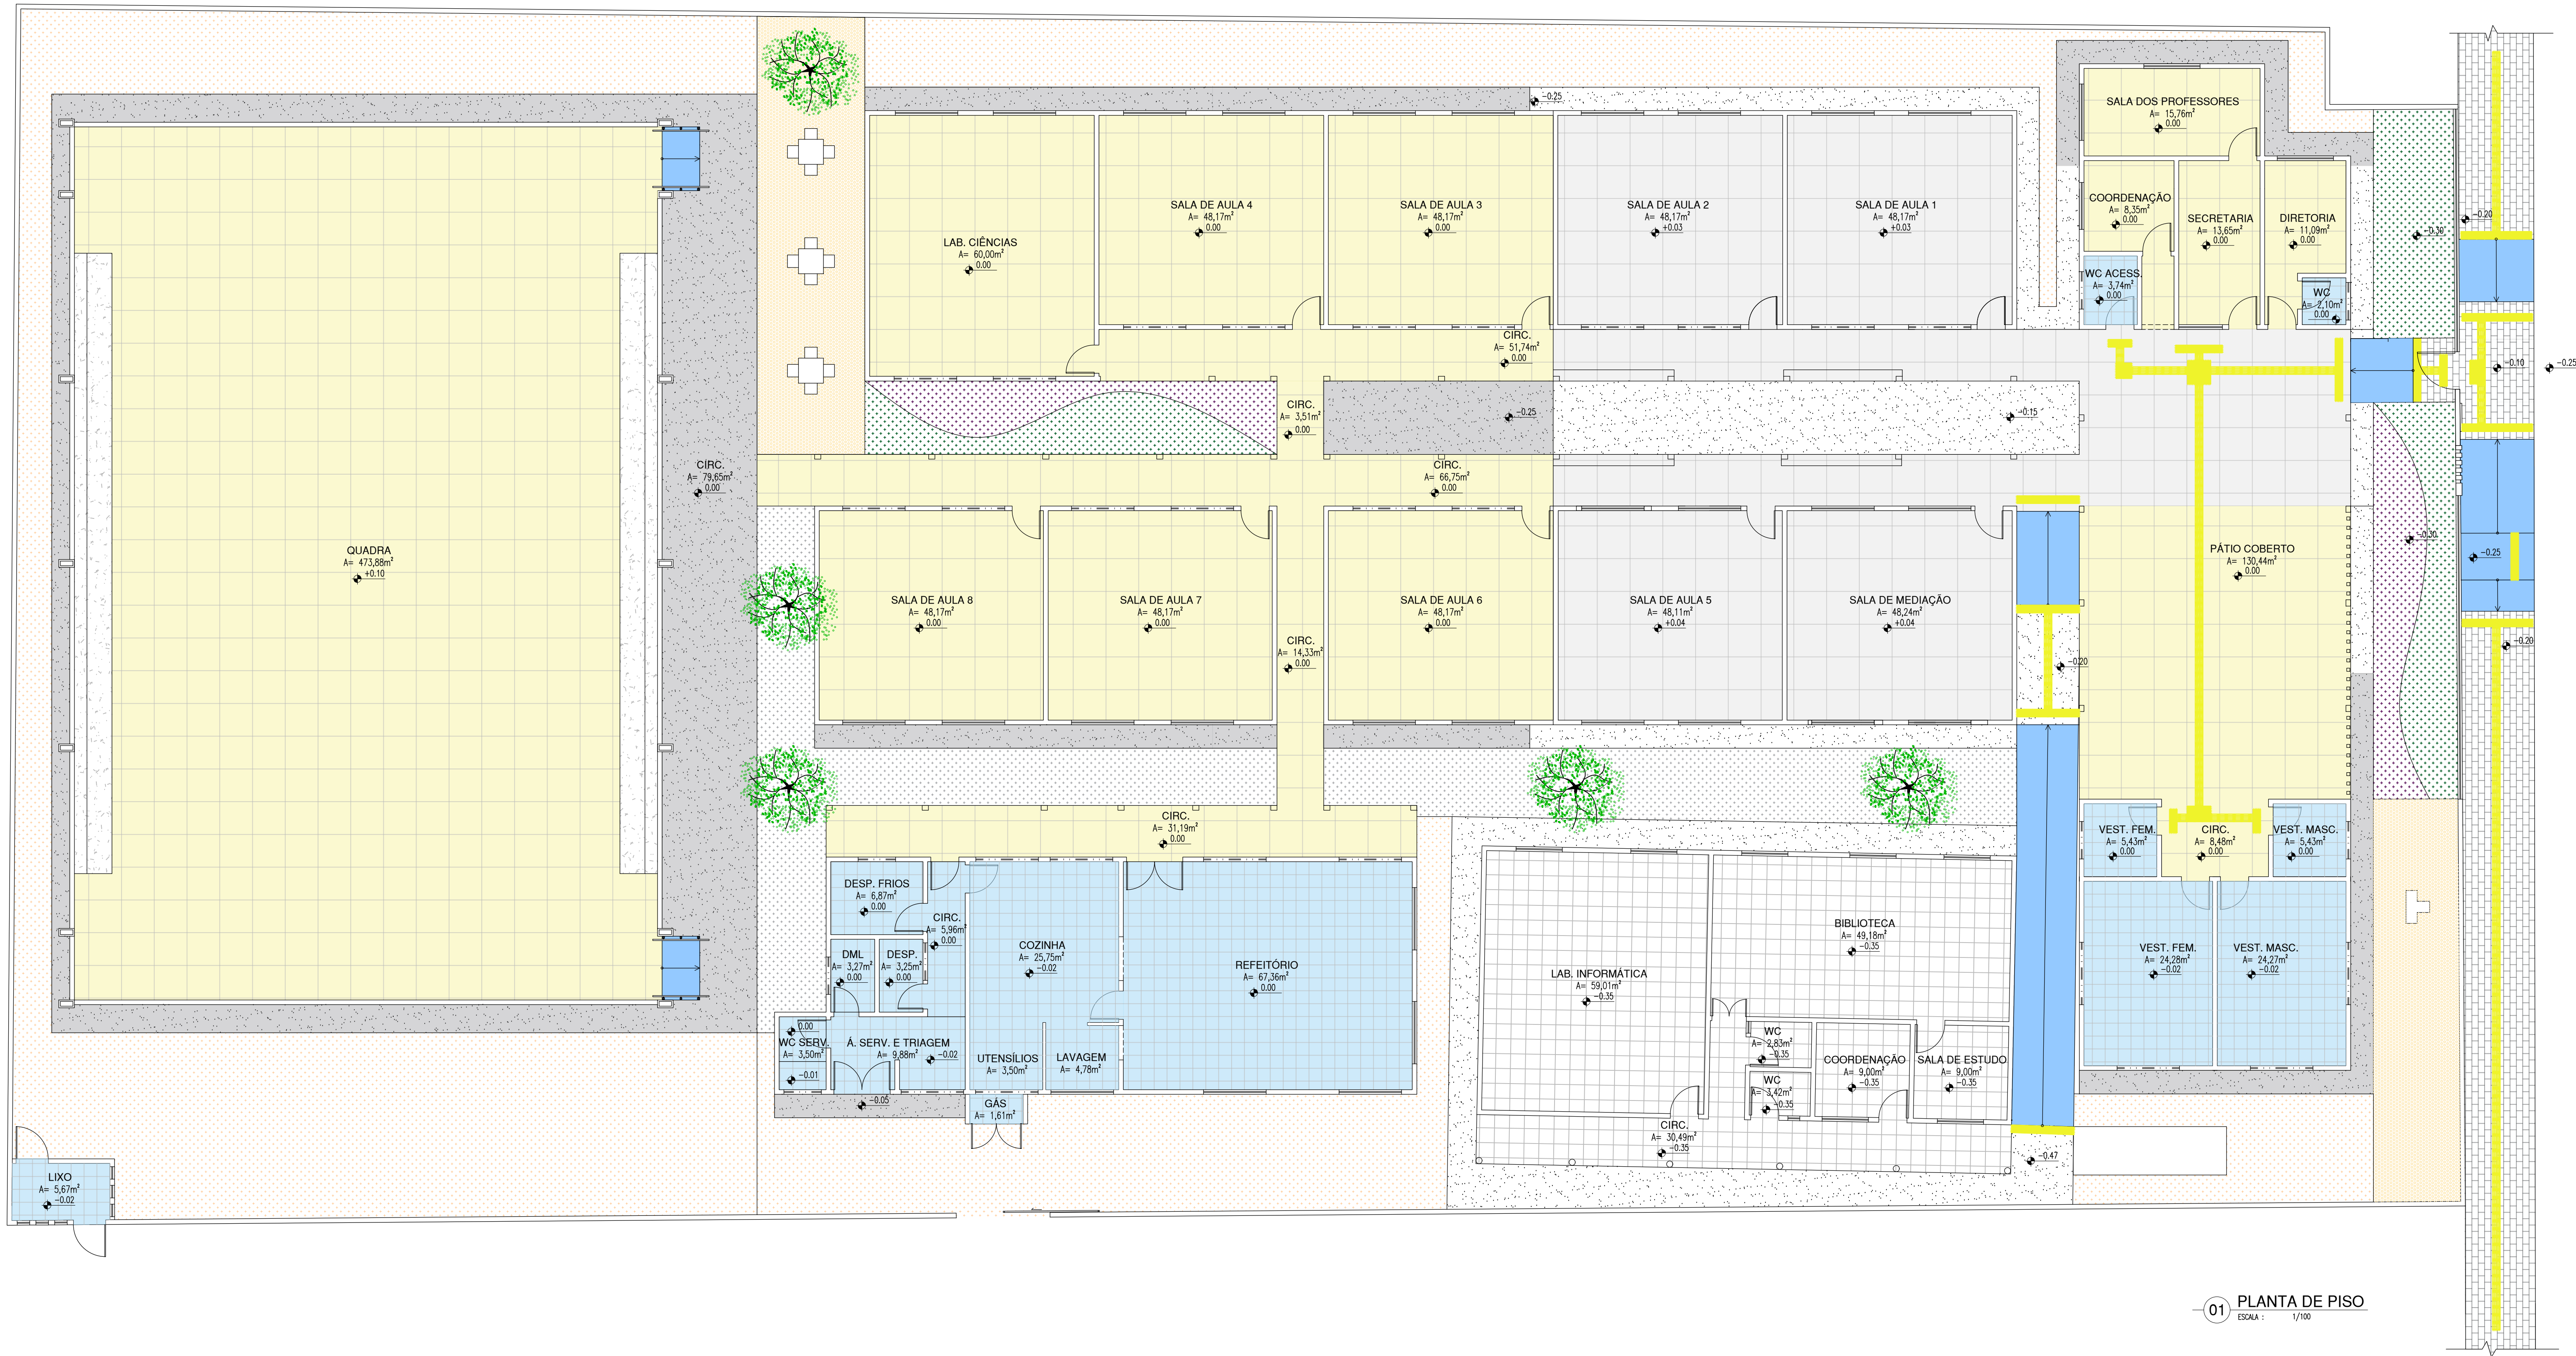 -0.25
SALA DOS PROFESSORES
A= 15,76m²
0.00
SALA DE AULA 4
A= 48,17m²
0.00
SALA DE AULA 3
A= 48,17m²
0.00
SALA DE AULA 2
A= 48,17m²
+0.03
SALA DE AULA 1
A= 48,17m²
+0.03
COORDENAÇÃO
A= 8,35m²
0.00
SECRETARIA
A= 13,65m²
0.00
DIRETORIA
A= 11,09m²
0.00
-0.20
-0.30
LAB. CIÊNCIAS
A= 60,00m²
0.00
WC ACESS.
A= 3,74m²
0.00
WC
A= 2,10m²
0.00
CIRC.
A= 51,74m²
0.00
-0.10
-0.25
CIRC.
A= 3,51m²
0.00
-0.25
-0.15
CIRC.
A= 79,65m²
0.00
CIRC.
A= 66,75m²
0.00
QUADRA
A= 473,88m²
+0.10
PÁTIO COBERTO
A= 130,44m²
0.00
-0.30
-0.25
SALA DE AULA 8
A= 48,17m²
0.00
SALA DE AULA 7
A= 48,17m²
0.00
SALA DE AULA 6
A= 48,17m²
0.00
SALA DE AULA 5
A= 48,11m²
+0.04
SALA DE MEDIAÇÃO
A= 48,24m²
+0.04
CIRC.
A= 14,33m²
0.00
-0.20
-0.20
CIRC.
A= 31,19m²
0.00
VEST. FEM.
A= 5,43m²
0.00
CIRC.
A= 8,48m²
0.00
VEST. MASC.
A= 5,43m²
0.00
DESP. FRIOS
A= 6,87m²
0.00
CIRC.
A= 5,96m²
0.00
COZINHA
A= 25,75m²
-0.02
REFEITÓRIO
A= 67,36m²
0.00
DML
A= 3,27m²
0.00
DESP.
A= 3,25m²
0.00
BIBLIOTECA
A= 49,18m²
-0.35
LAB. INFORMÁTICA
A= 59,01m²
-0.35
VEST. FEM.
A= 24,28m²
-0.02
VEST. MASC.
A= 24,27m²
-0.02
0.00
WC SERV.
A= 3,50m²
-0.01
Á. SERV. E TRIAGEM
A= 9,88m²
-0.02
UTENSÍLIOS
A= 3,50m²
LAVAGEM
A= 4,78m²
WC
A= 2,83m²
-0.35
WC
A= 3,42m²
-0.35
COORDENAÇÃO
A= 9,00m²
-0.35
SALA DE ESTUDO
A= 9,00m²
-0.35
-0.05
GÁS
A= 1,61m²
CIRC.
A= 30,49m²
-0.35
-0.47
LIXO
A= 5,67m²
-0.02
01 PLANTA DE PISO
ESCALA : 1/100